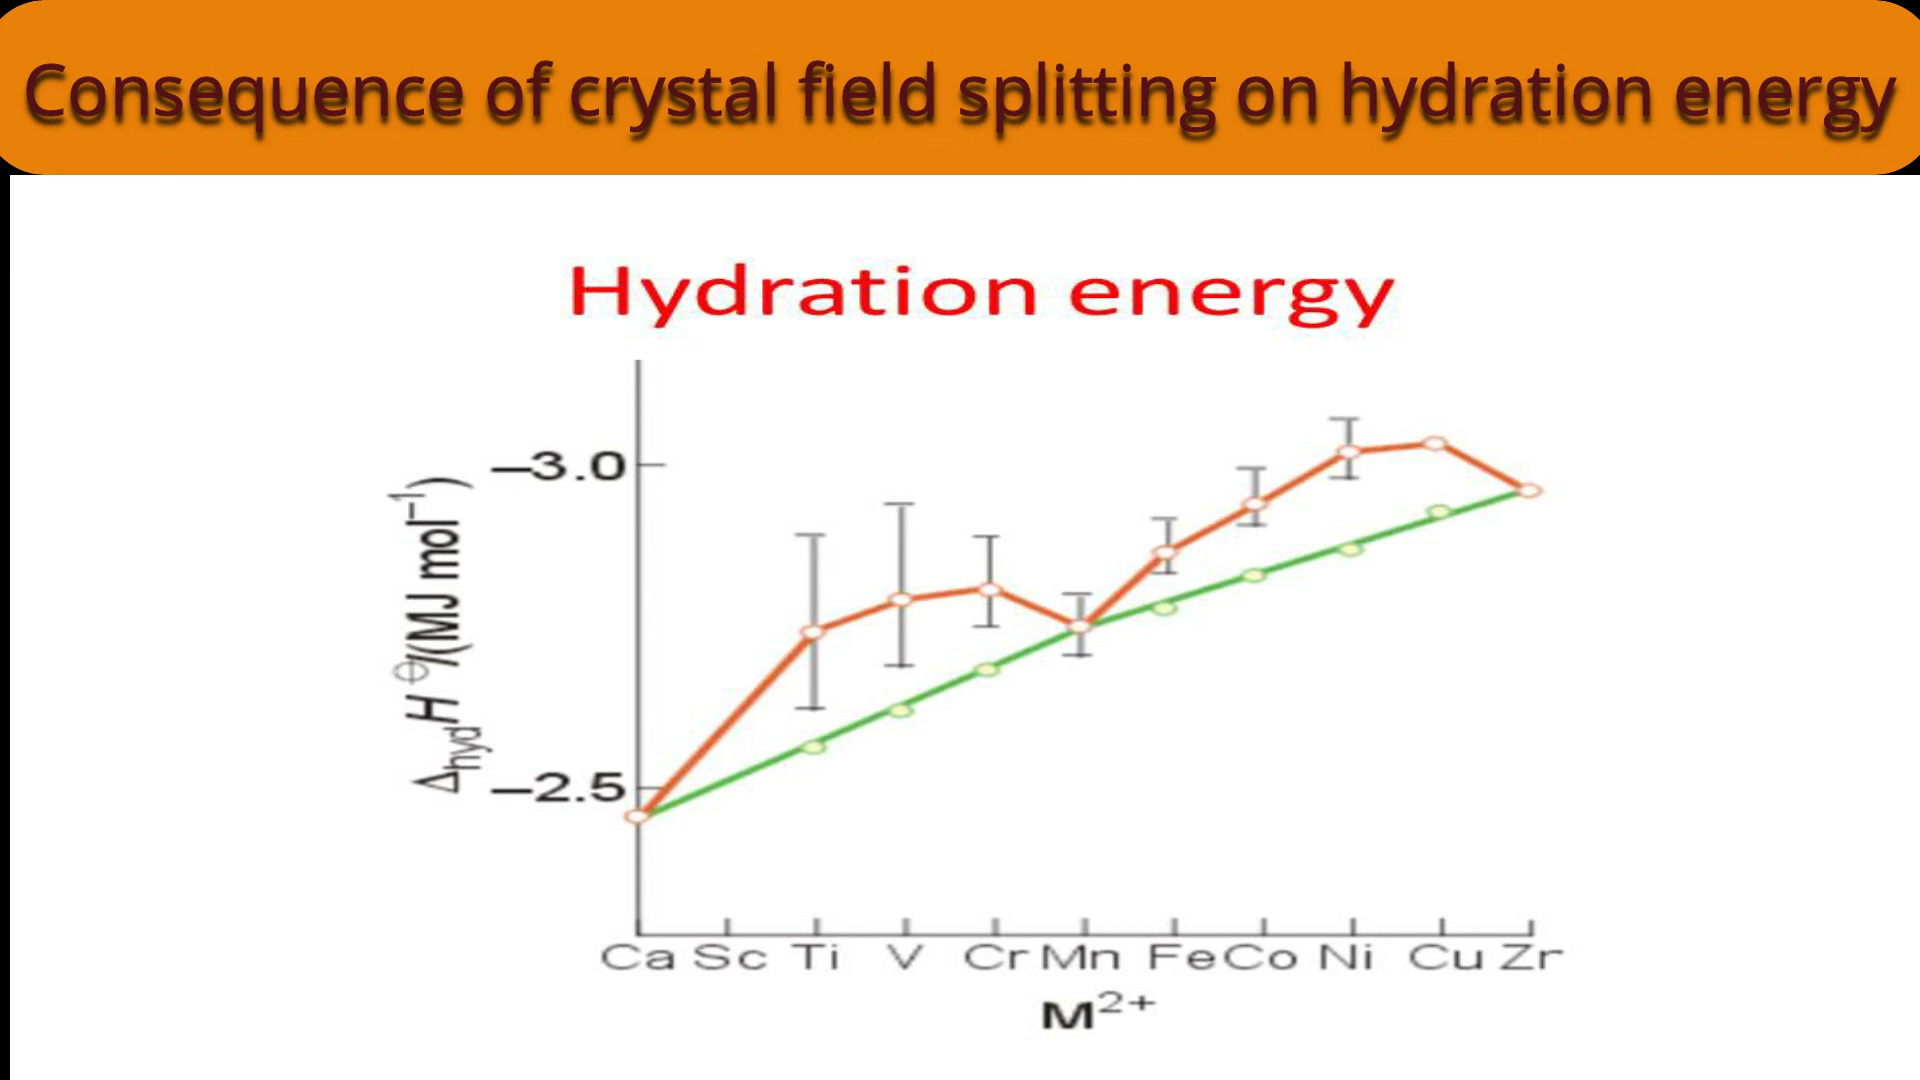 Consequence of crystal field splitting on hydration energy
Hydration energy
–3.0
–2.5
ΔhydH⦵/(MJ mol⁻¹)
Ca Sc Ti V Cr Mn Fe Co Ni Cu Zr
M²⁺